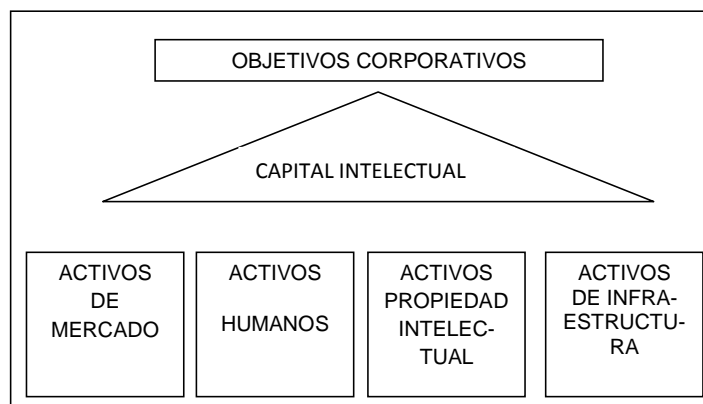 OBJETIVOS CORPORATIVOS
CAPITAL INTELECTUAL
ACTIVOS
DE
MERCADO
ACTIVOS
HUMANOS
ACTIVOS
PROPIEDAD
INTELEC-
TUAL
ACTIVOS
DE INFRA-
ESTRUCTU-
RA